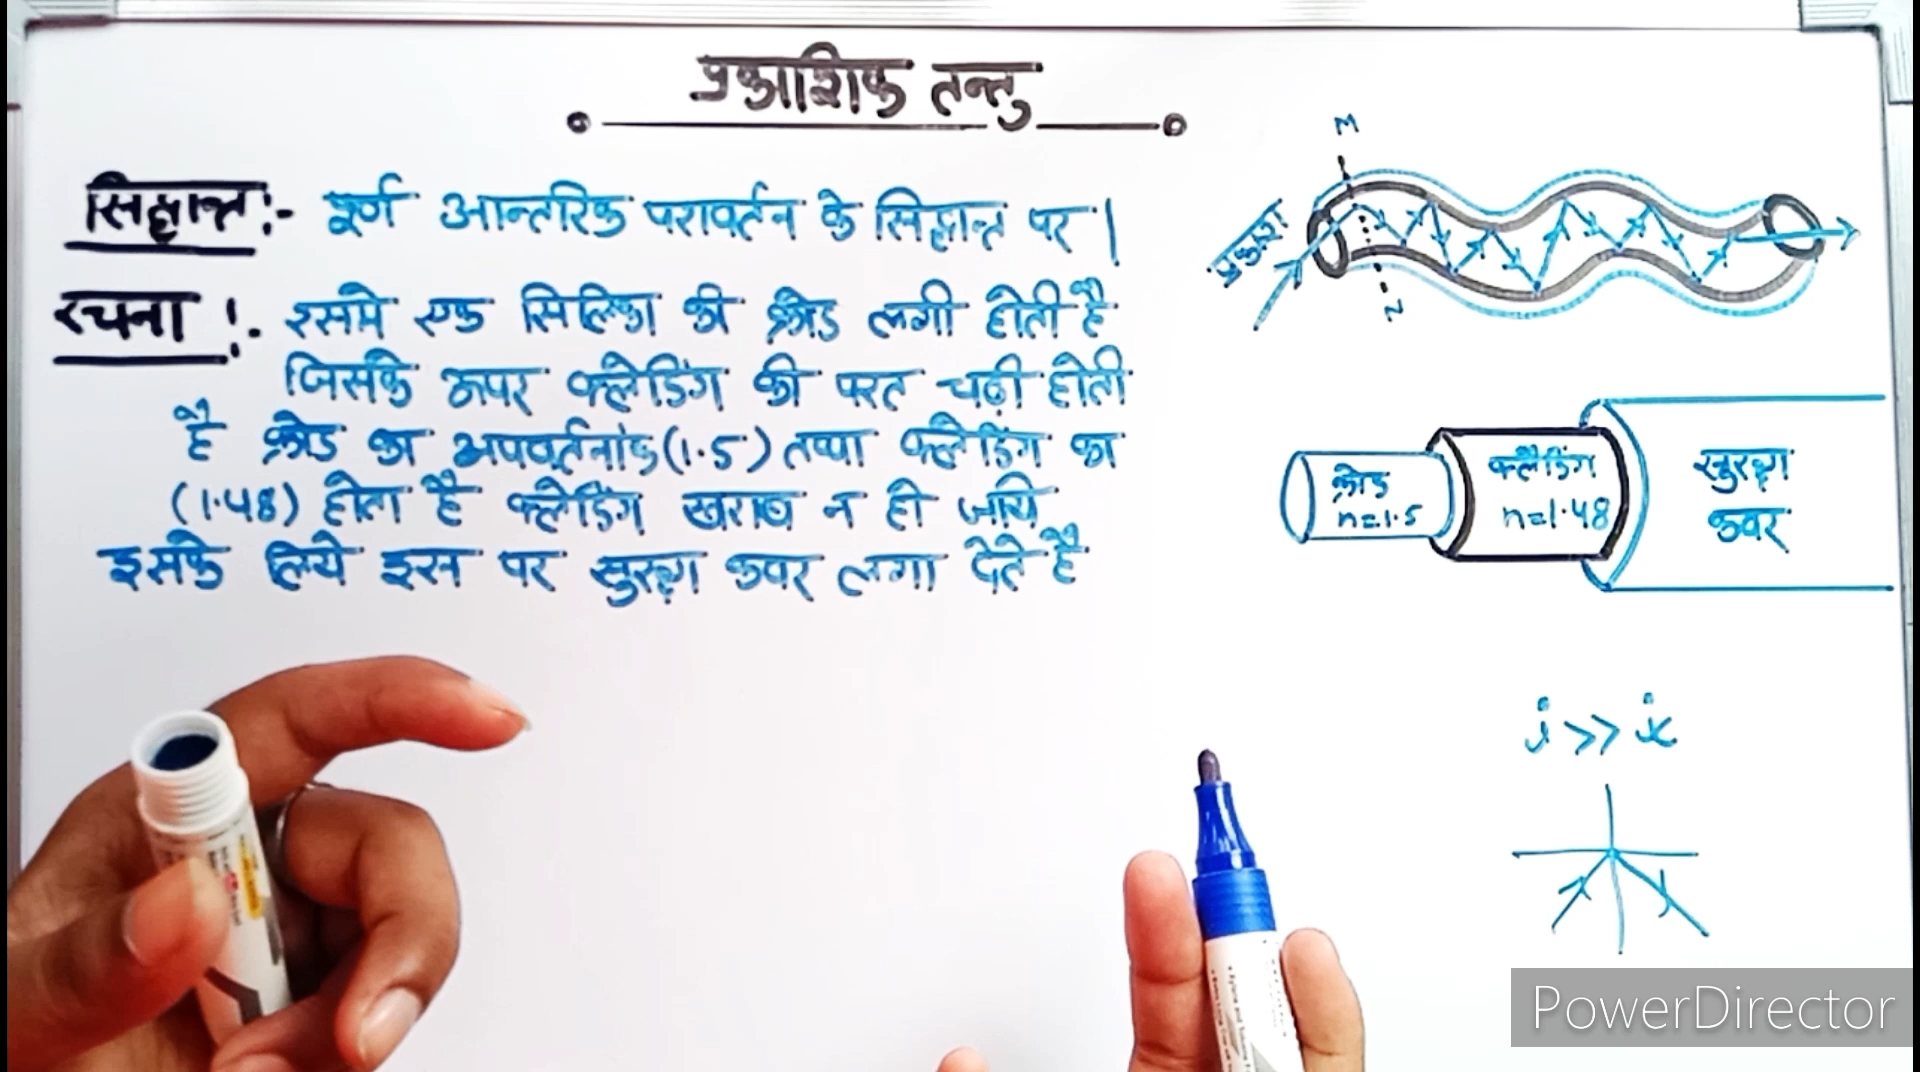 प्रकाशिक तन्तु
सिद्धान्त:- पूर्ण आन्तरिक परावर्तन के सिद्धान्त पर |
रचना :- इसमे एक सिलिका की क्रोड लगी होती है
जिसके ऊपर क्लेडिंग की परत चढ़ी होती
है क्रोड का अपवर्तनांक (1.5) तथा क्लेडिंग का
(1.48) होता है क्लेडिंग खराब न हो जाये
इसके लिये इस पर सुरक्षा कवर लगा देते है
M
प्रकाश
N
क्रोड
n=1.5
क्लैडिंग
n=1.48
सुरक्षा
कवर
i >> ic
PowerDirector